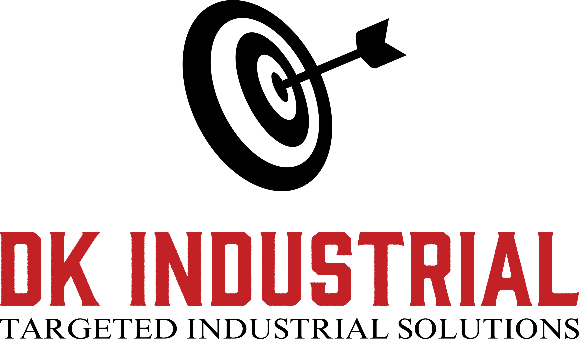 DK INDUSTRIAL
TARGETED INDUSTRIAL SOLUTIONS